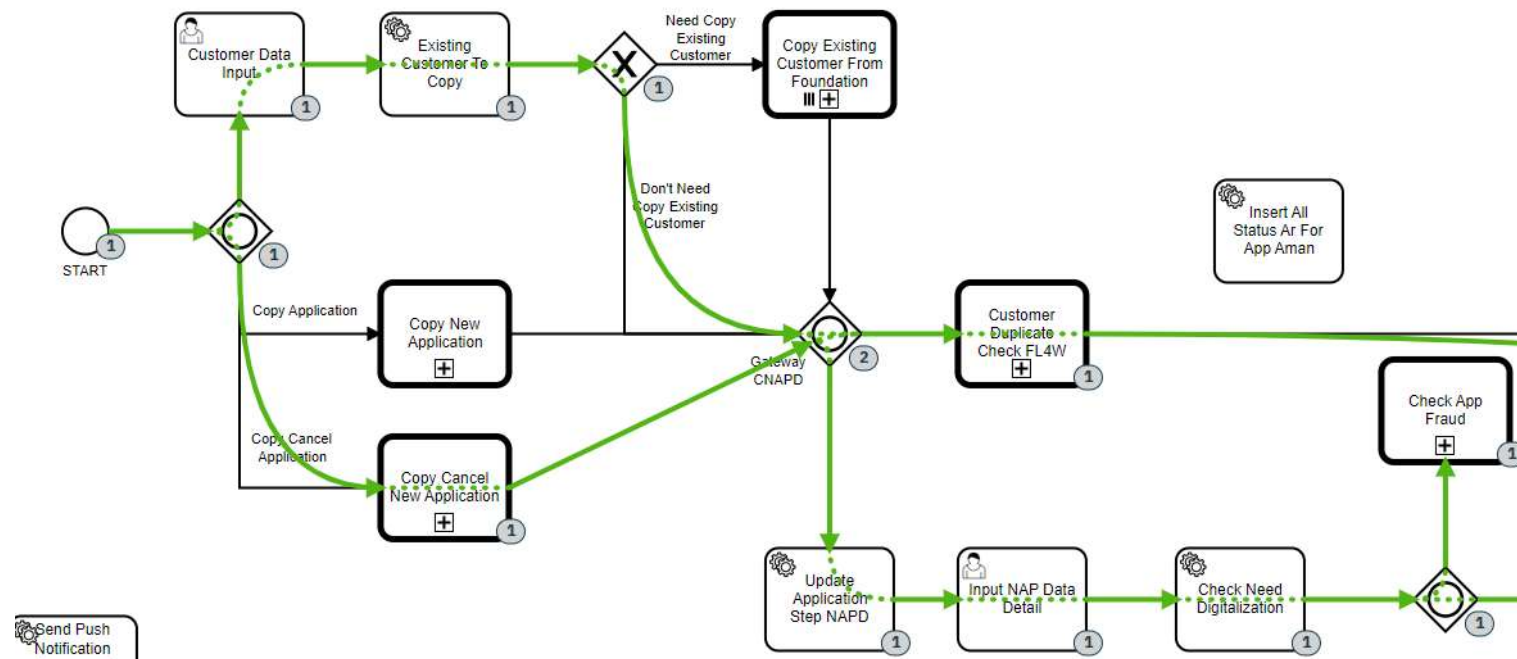 Need Copy
Existing
Customer
Customer Data
Input
1
Existing
Customer To
Copy
1
X
1
Copy Existing
Customer From
Foundation
Don't Need
Copy Existing
Customer
Insert All
Status Ar For
App Aman
START
1
1
Copy Application
Copy New
Application
Gateway
CNAPD
2
Customer
Duplicate
Check FL4W
1
Check App
Fraud
1
Copy Cancel
Application
Copy Cancel
New Application
1
Update
Application
Step NAPD
1
Input NAP Data
Detail
1
Check Need
Digitalization
1
1
Send Push
Notification